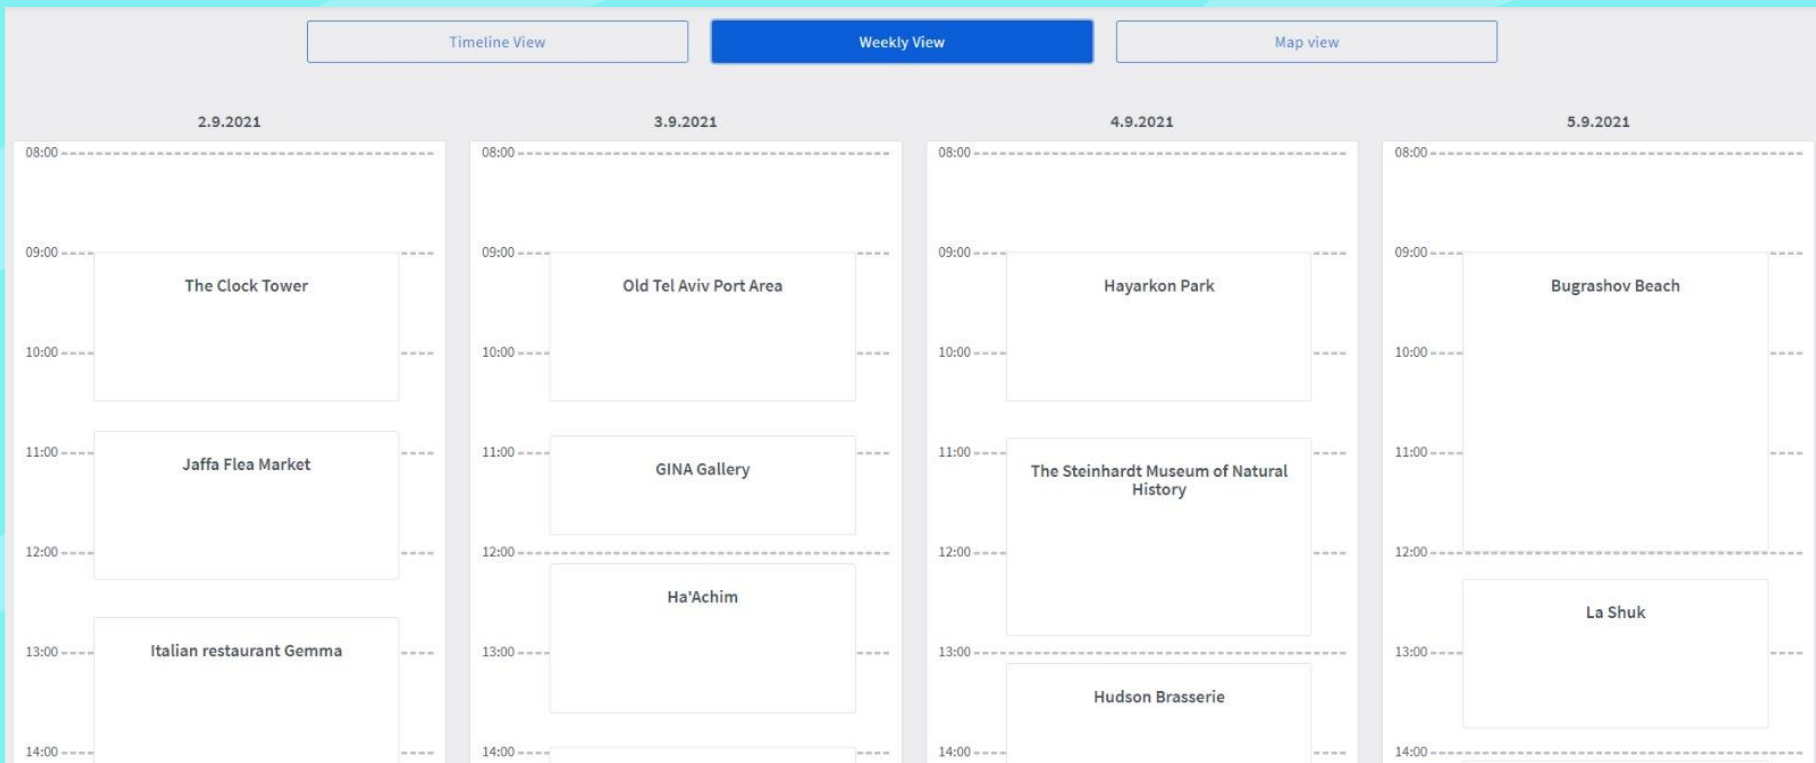 Timeline View
Weekly View
Map view
2.9.2021
3.9.2021
4.9.2021
5.9.2021
08:00
09:00
The Clock Tower
10:00
11:00
Jaffa Flea Market
12:00
13:00
Italian restaurant Gemma
14:00
08:00
09:00
Old Tel Aviv Port Area
10:00
11:00
GINA Gallery
12:00
Ha'Achim
13:00
14:00
08:00
09:00
Hayarkon Park
10:00
11:00
The Steinhardt Museum of Natural
History
12:00
13:00
Hudson Brasserie
14:00
08:00
09:00
Bugrashov Beach
10:00
11:00
12:00
La Shuk
13:00
14:00